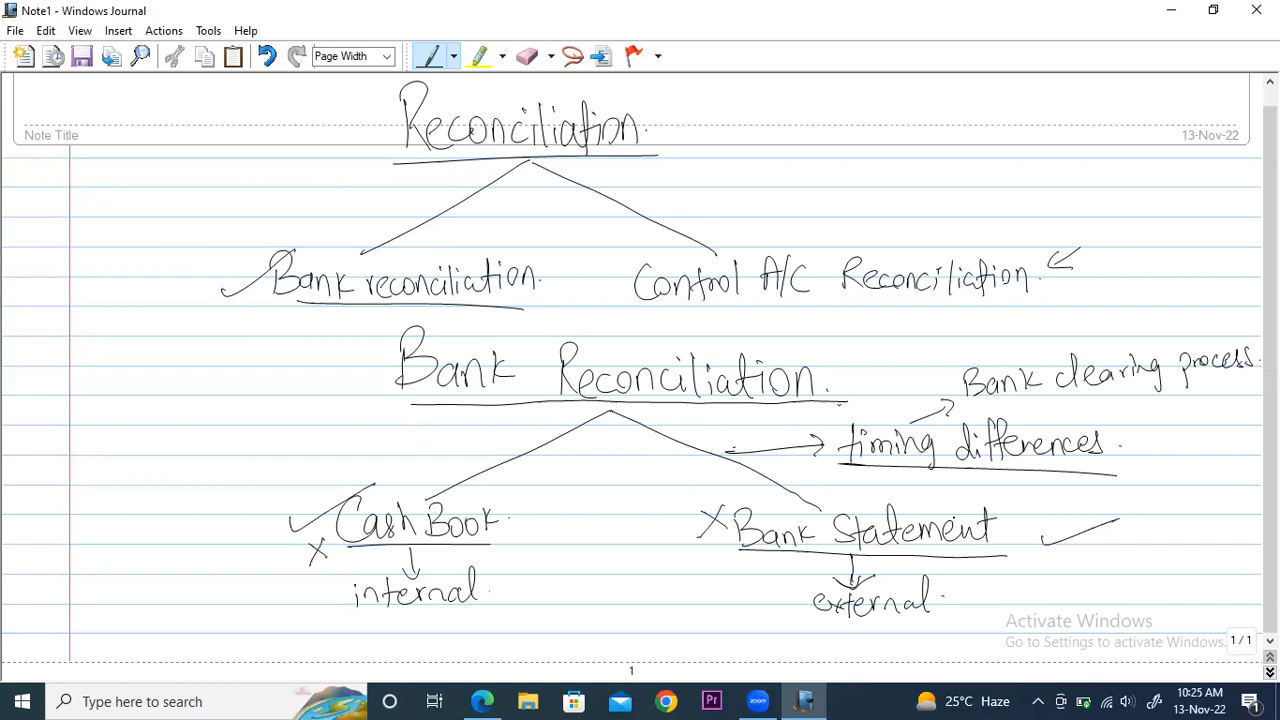 Note1 - Windows Journal
File Edit View Insert Actions Tools Help
Page Width
Reconciliation.
Note Title
13-Nov-22
Bank reconciliation.
Control A/C Reconciliation.
Bank Reconciliation.
Bank clearing process.
timing differences.
Cash Book.
X Bank Statement
X
internal.
external.
Activate Windows
Go to Settings to activate Windows.
1 / 1
1
Type here to search
Pr
zoom
25°C Haze
10:25 AM
13-Nov-22
1